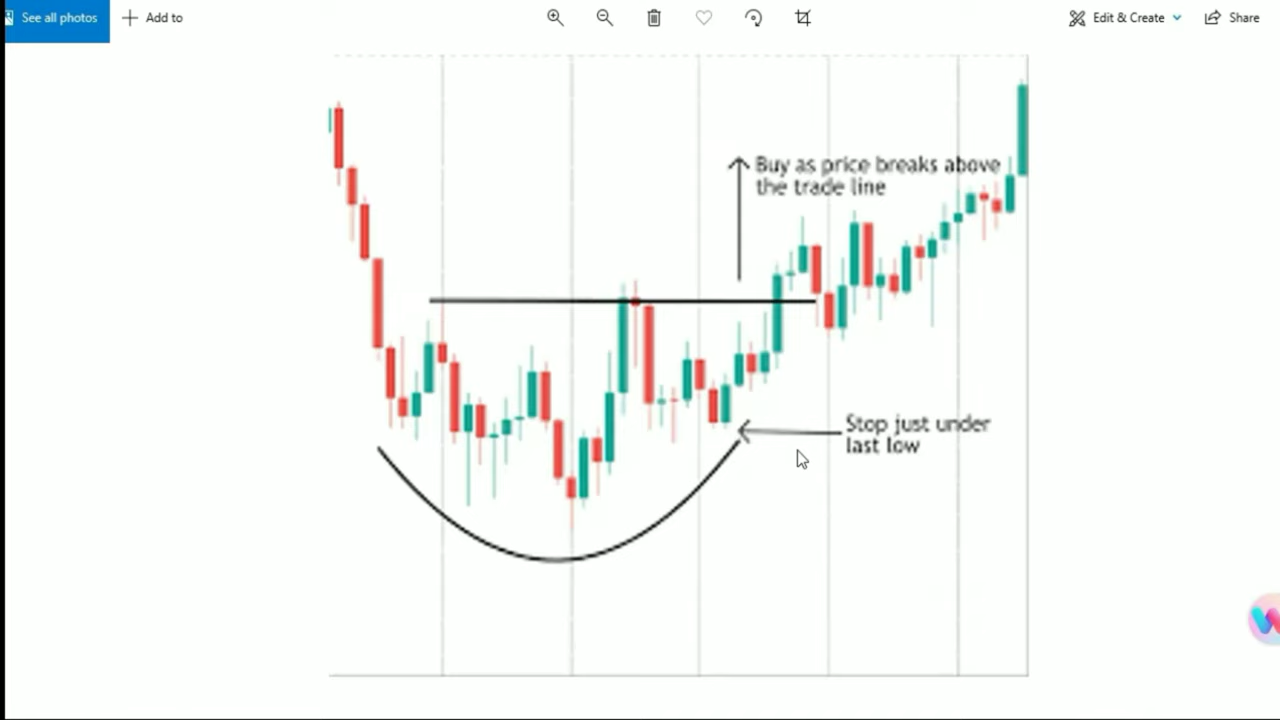 See all photos
Add to
Edit & Create
Share
Buy as price breaks above
the trade line
Stop just under
last low